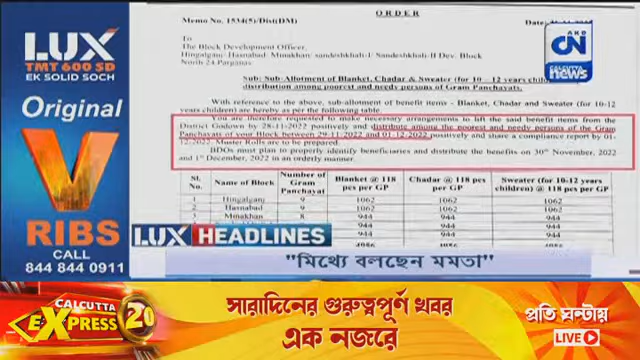 LUX
TMT 600 SD
EK SOLID SOCH
Original
V
RIBS
CALL
844 844 0911
ORDER
Memo No. 1534(5)/Dist(DM)
To
The Block Development Officer,
Hingalganj/ Hasnabad/ Minakhan/ sandeshkhali-I/ Sandeshkhali-II Dev. Block
North 24 Parganas
Sub: Sub-Allotment of Blanket, Chadar & Sweater (for 10 – 12 years
distribution among poorest and needy persons of Gram Panchayats.
With reference to the above, sub-allotment of benefit items – Blanket, Chadar and Sweater (for 10-12
years children) are hereby as per the following table.
You are therefore requested to make necessary arrangements to lift the said benefit items from the
District Godown by 28-11-2022 positively and distribute among the poorest and needy persons of the Gram
Panchayats of your Block between 29-11-2022 and 01-12-2022 positively and share a compliance report by 01-
12-2022. Muster Rolls are to be prepared.
BDOs must plan to properly identify beneficiaries and distribute the benefits on 30th November, 2022
and 1st December, 2022 in an orderly manner.
Sl. No. Name of Block Number of Gram Panchayat Blanket @ 118 pcs per GP Chadar @ 118 pcs per GP Sweater (for 10-12 years children) @ 118 pcs per GP
1 Hingalganj 9 1062 1062 1062
2 Hasnabad 9 1062 1062 1062
3 Minakhan 8 944 944 944
944 944 944
CN
CALCUTTA
news
LUX HEADLINES
"মিথ্যে বলছেন মমতা"
CALCUTTA
EXPRESS 20
সারাদিনের গুরুত্বপূর্ণ খবর
এক নজরে
প্রতি ঘন্টায়
LIVE